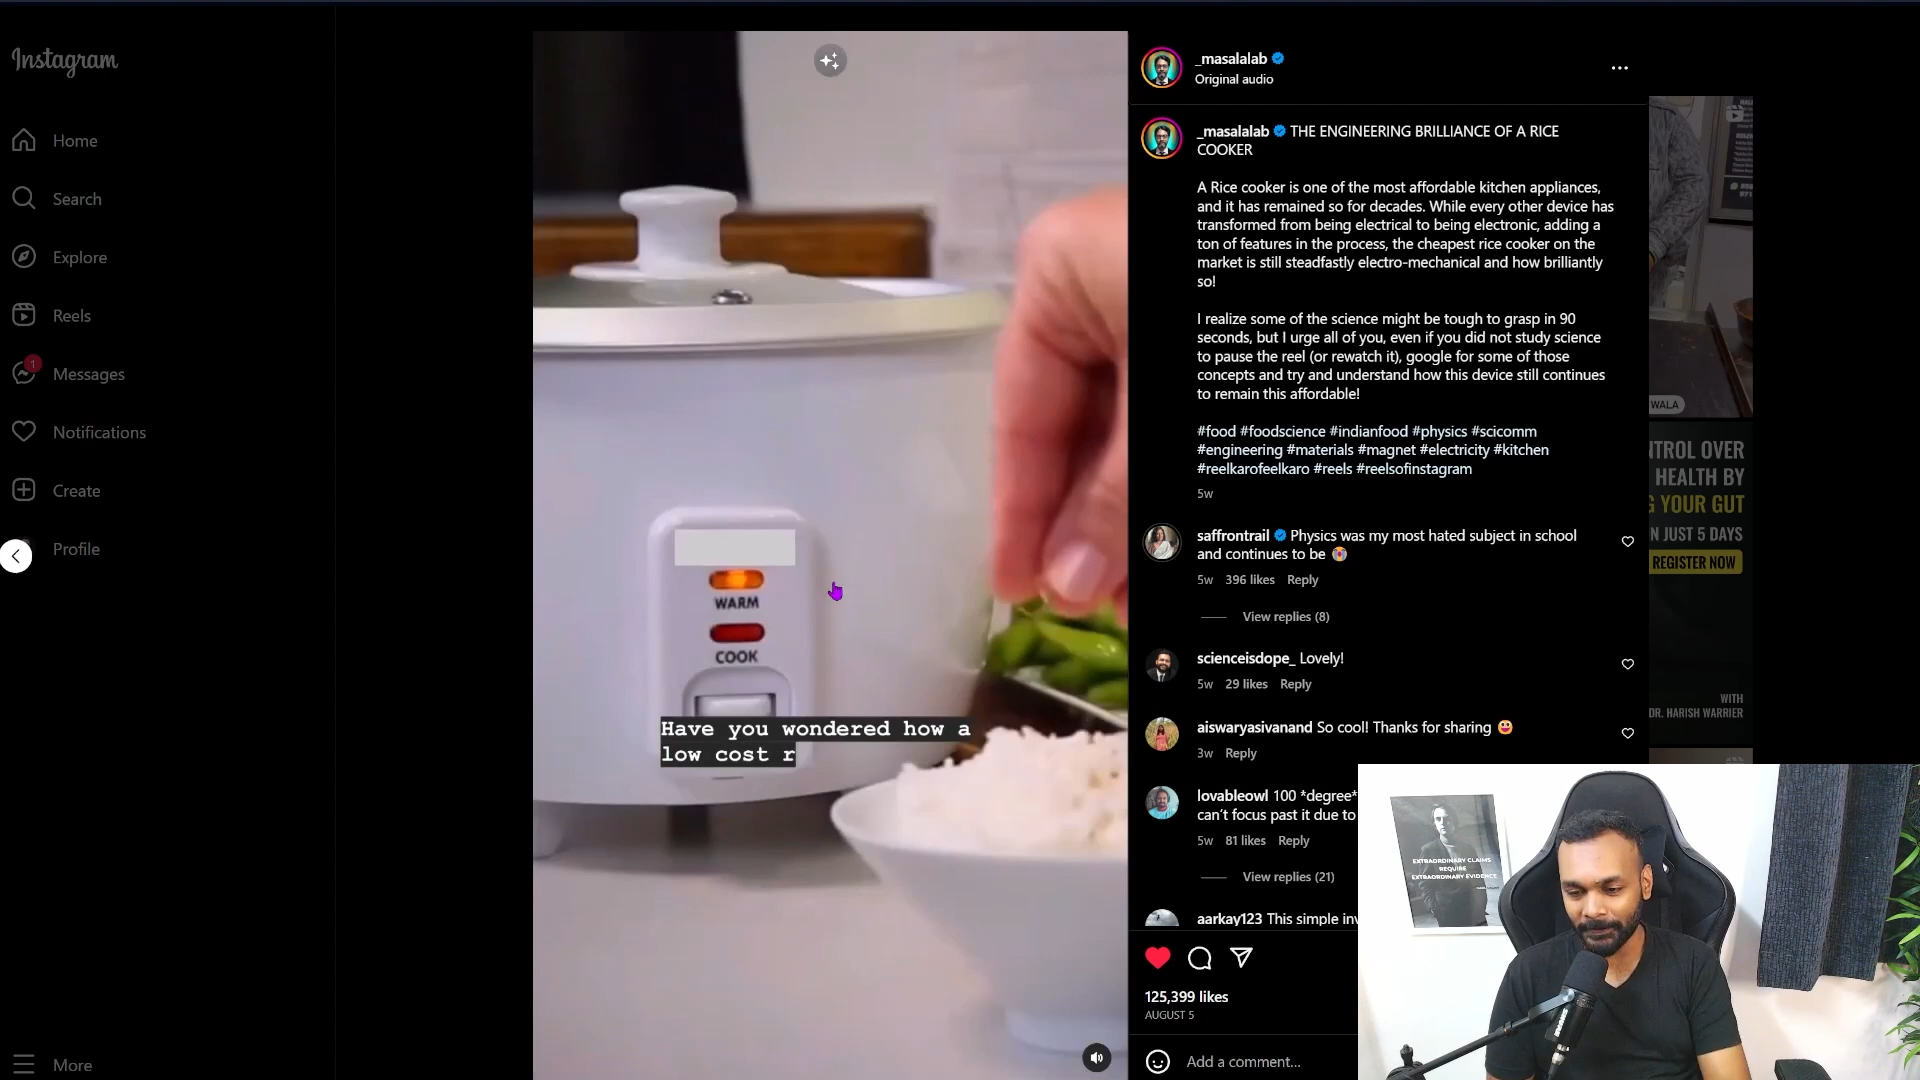 Instagram
Home
Search
Explore
Reels
1
Messages
Notifications
Create
Profile
More
WARM
COOK
Have you wondered how a
low cost r
_masalalab
Original audio
_masalalab THE ENGINEERING BRILLIANCE OF A RICE
COOKER
A Rice cooker is one of the most affordable kitchen appliances,
and it has remained so for decades. While every other device has
transformed from being electrical to being electronic, adding a
ton of features in the process, the cheapest rice cooker on the
market is still steadfastly electro-mechanical and how brilliantly
so!
I realize some of the science might be tough to grasp in 90
seconds, but I urge all of you, even if you did not study science
to pause the reel (or rewatch it), google for some of those
concepts and try and understand how this device still continues
to remain this affordable!
#food #foodscience #indianfood #physics #scicomm
#engineering #materials #magnet #electricity #kitchen
#reelkarofeelkaro #reels #reelsofinstagram
5w
saffrontrail Physics was my most hated subject in school
and continues to be 😭
5w 396 likes Reply
View replies (8)
scienceisdope_ Lovely!
5w 29 likes Reply
aiswaryasivanand So cool! Thanks for sharing 😃
3w Reply
lovableowl 100 *degree*
can't focus past it due to
5w 81 likes Reply
View replies (21)
aarkay123 This simple inv
125,399 likes
AUGUST 5
Add a comment...
WALA
NTROL OVER
HEALTH BY
G YOUR GUT
N JUST 5 DAYS
REGISTER NOW
WITH
DR. HARISH WARRIER
EXTRAORDINARY CLAIMS
REQUIRE
EXTRAORDINARY EVIDENCE